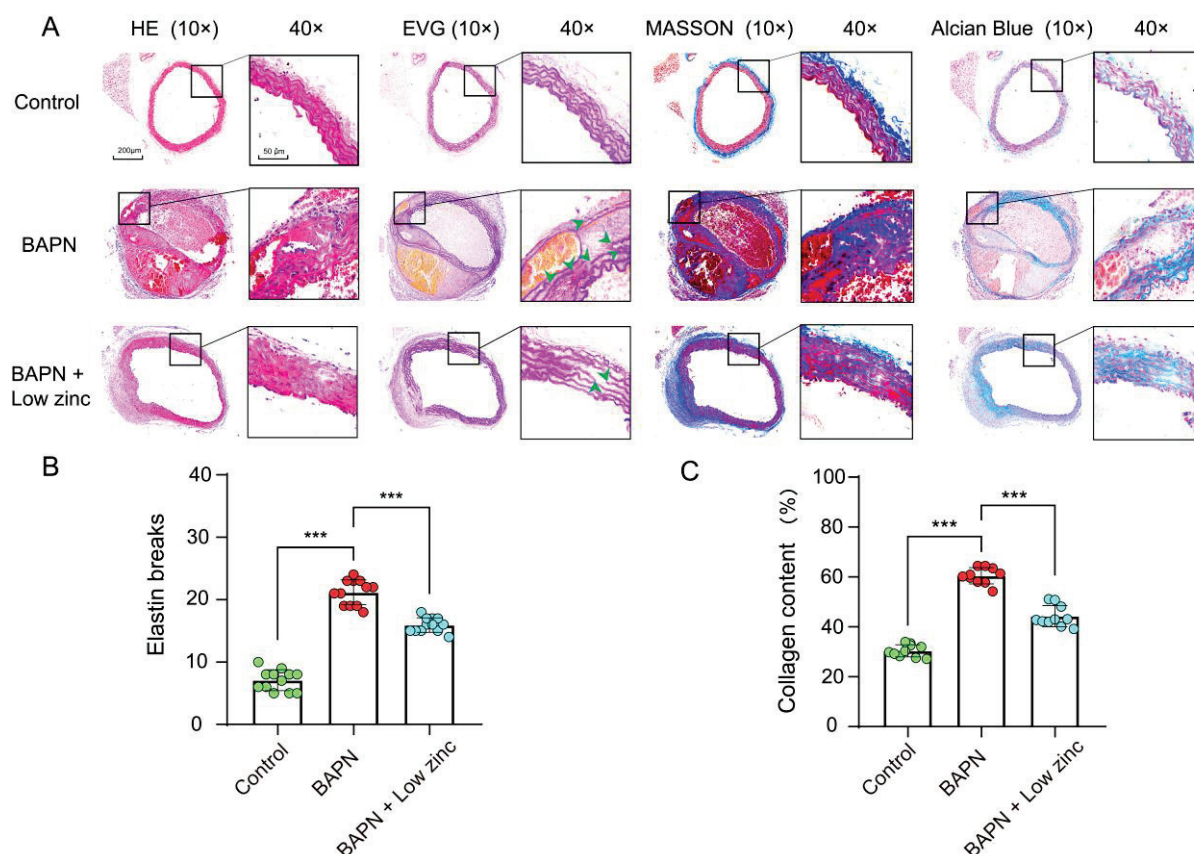 A
HE (10×) 40× EVG (10×) 40× MASSON (10×) 40× Alcian Blue (10×) 40×
Control
200μm
50 μm
BAPN
BAPN +
Low zinc
B
Elastin breaks
40
30
20
10
0
***
***
Control
BAPN
BAPN + Low zinc
C
Collagen content (%)
100
80
60
40
20
0
***
***
Control
BAPN
BAPN + Low zinc